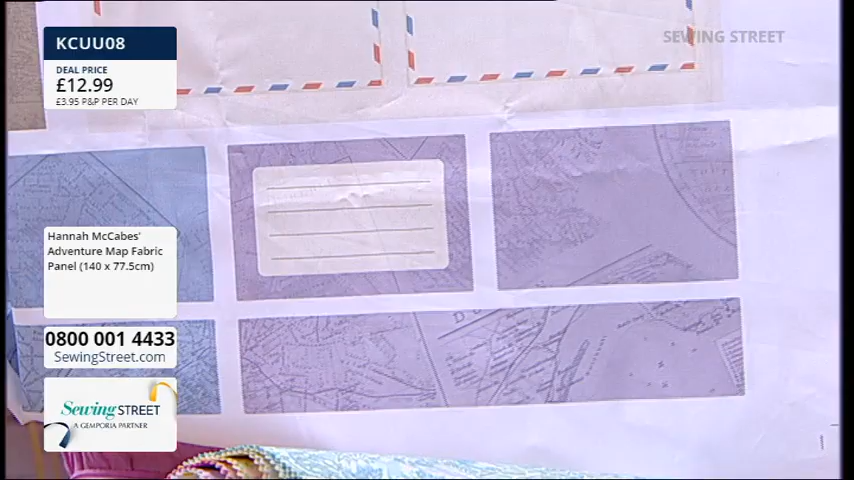 KCUU08
SEWING STREET
DEAL PRICE
£12.99
£3.95 P&P PER DAY
Hannah McCabes'
Adventure Map Fabric
Panel (140 x 77.5cm)
0800 001 4433
SewingStreet.com
Sewing STREET
A GEMPORIA PARTNER